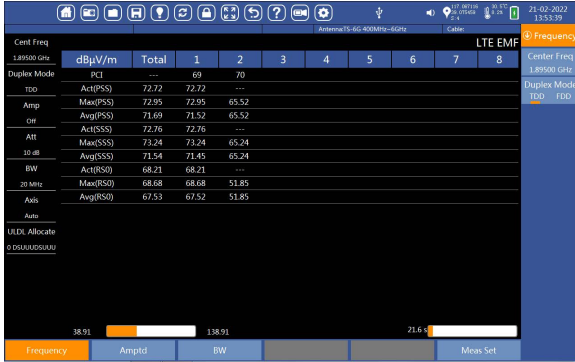 21-02-2022
13:53:39
Antenna:TS-6G 400MHz~6GHz Cable:
LTE EMF
Cent Freq
1.89500 GHz
Duplex Mode
TDD
Amp
Off
Att
10 dB
BW
20 MHz
Axis
Auto
ULDL Allocate
0 DSUUUDSUUU
dBμV/m Total 1 2 3 4 5 6 7 8
PCI --- 69 70
Act(PSS) 72.72 72.72 ---
Max(PSS) 72.95 72.95 65.52
Avg(PSS) 71.69 71.52 65.52
Act(SSS) 72.76 72.76 ---
Max(SSS) 73.24 73.24 65.24
Avg(SSS) 71.54 71.45 65.24
Act(RS0) 68.21 68.21 ---
Max(RS0) 68.68 68.68 51.85
Avg(RS0) 67.53 67.52 51.85
38.91 138.91 21.6 s
Frequency
Center Freq
1.89500 GHz
Duplex Mode
TDD FDD
Frequency Amptd BW Meas Set